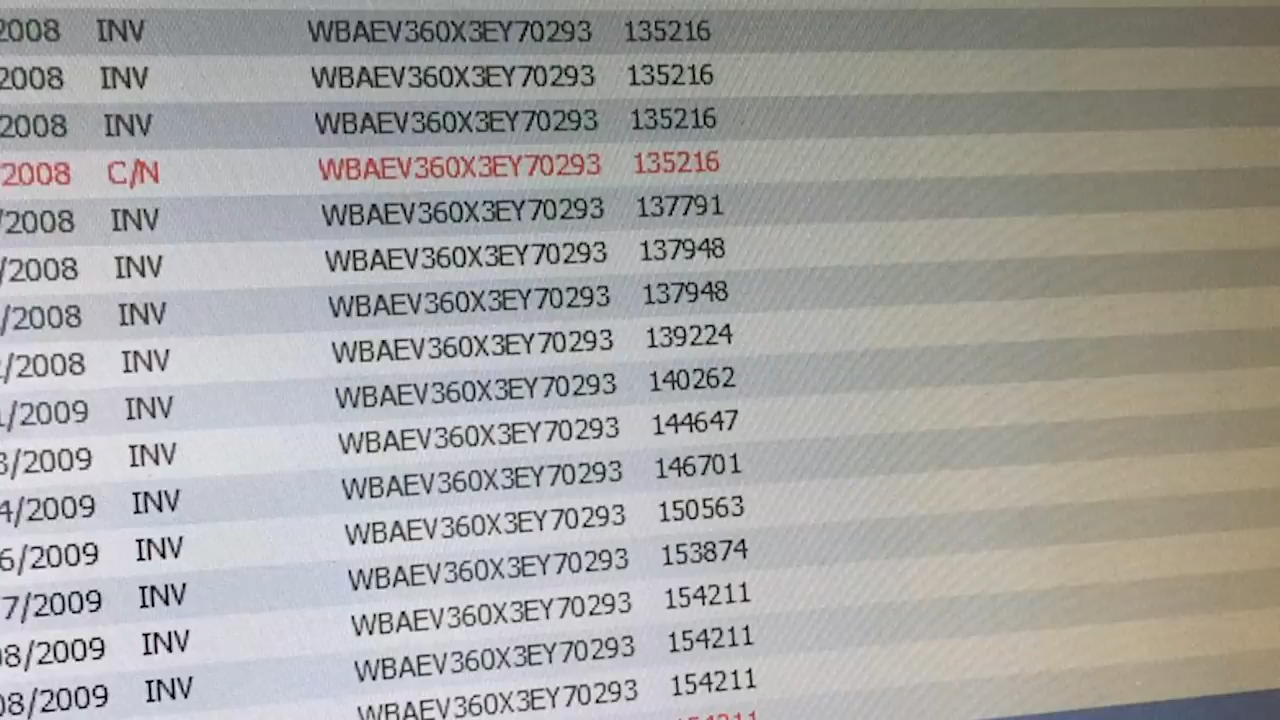 2008 INV WBAEV360X3EY70293 135216
2008 INV WBAEV360X3EY70293 135216
2008 INV WBAEV360X3EY70293 135216
2008 C/N WBAEV360X3EY70293 135216
/2008 INV WBAEV360X3EY70293 137791
/2008 INV WBAEV360X3EY70293 137948
/2008 INV WBAEV360X3EY70293 137948
2/2008 INV WBAEV360X3EY70293 139224
1/2009 INV WBAEV360X3EY70293 140262
3/2009 INV WBAEV360X3EY70293 144647
4/2009 INV WBAEV360X3EY70293 146701
6/2009 INV WBAEV360X3EY70293 150563
7/2009 INV WBAEV360X3EY70293 153874
08/2009 INV WBAEV360X3EY70293 154211
08/2009 INV WBAEV360X3EY70293 154211
WBAEV360X3EY70293 154211